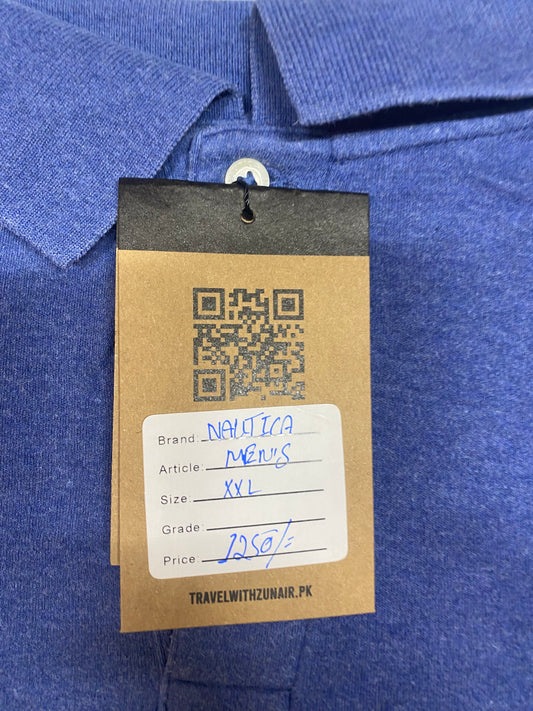 Brand: NAUTICA
Article: MEN'S
Size: XXL
Grade:
Price: 1250/=
TRAVELWITHZUNAIR.PK